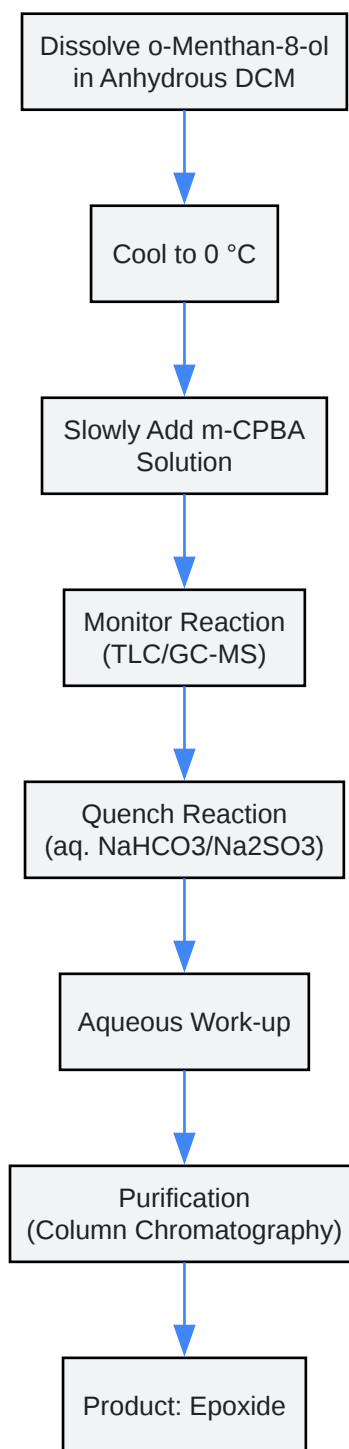 Dissolve o-Menthan-8-ol
in Anhydrous DCM
Cool to 0 °C
Slowly Add m-CPBA
Solution
Monitor Reaction
(TLC/GC-MS)
Quench Reaction
(aq. NaHCO3/Na2SO3)
Aqueous Work-up
Purification
(Column Chromatography)
Product: Epoxide